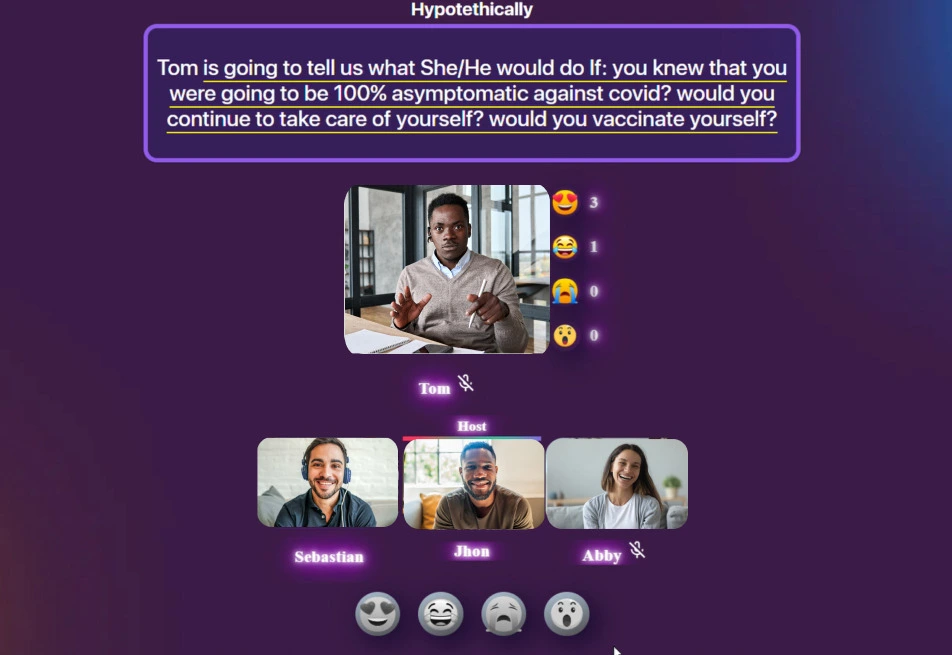 Hypotethically
Tom is going to tell us what She/He would do If: you knew that you
were going to be 100% asymptomatic against covid? would you
continue to take care of yourself? would you vaccinate yourself?
3
1
0
0
Tom
Host
Sebastian
Jhon
Abby